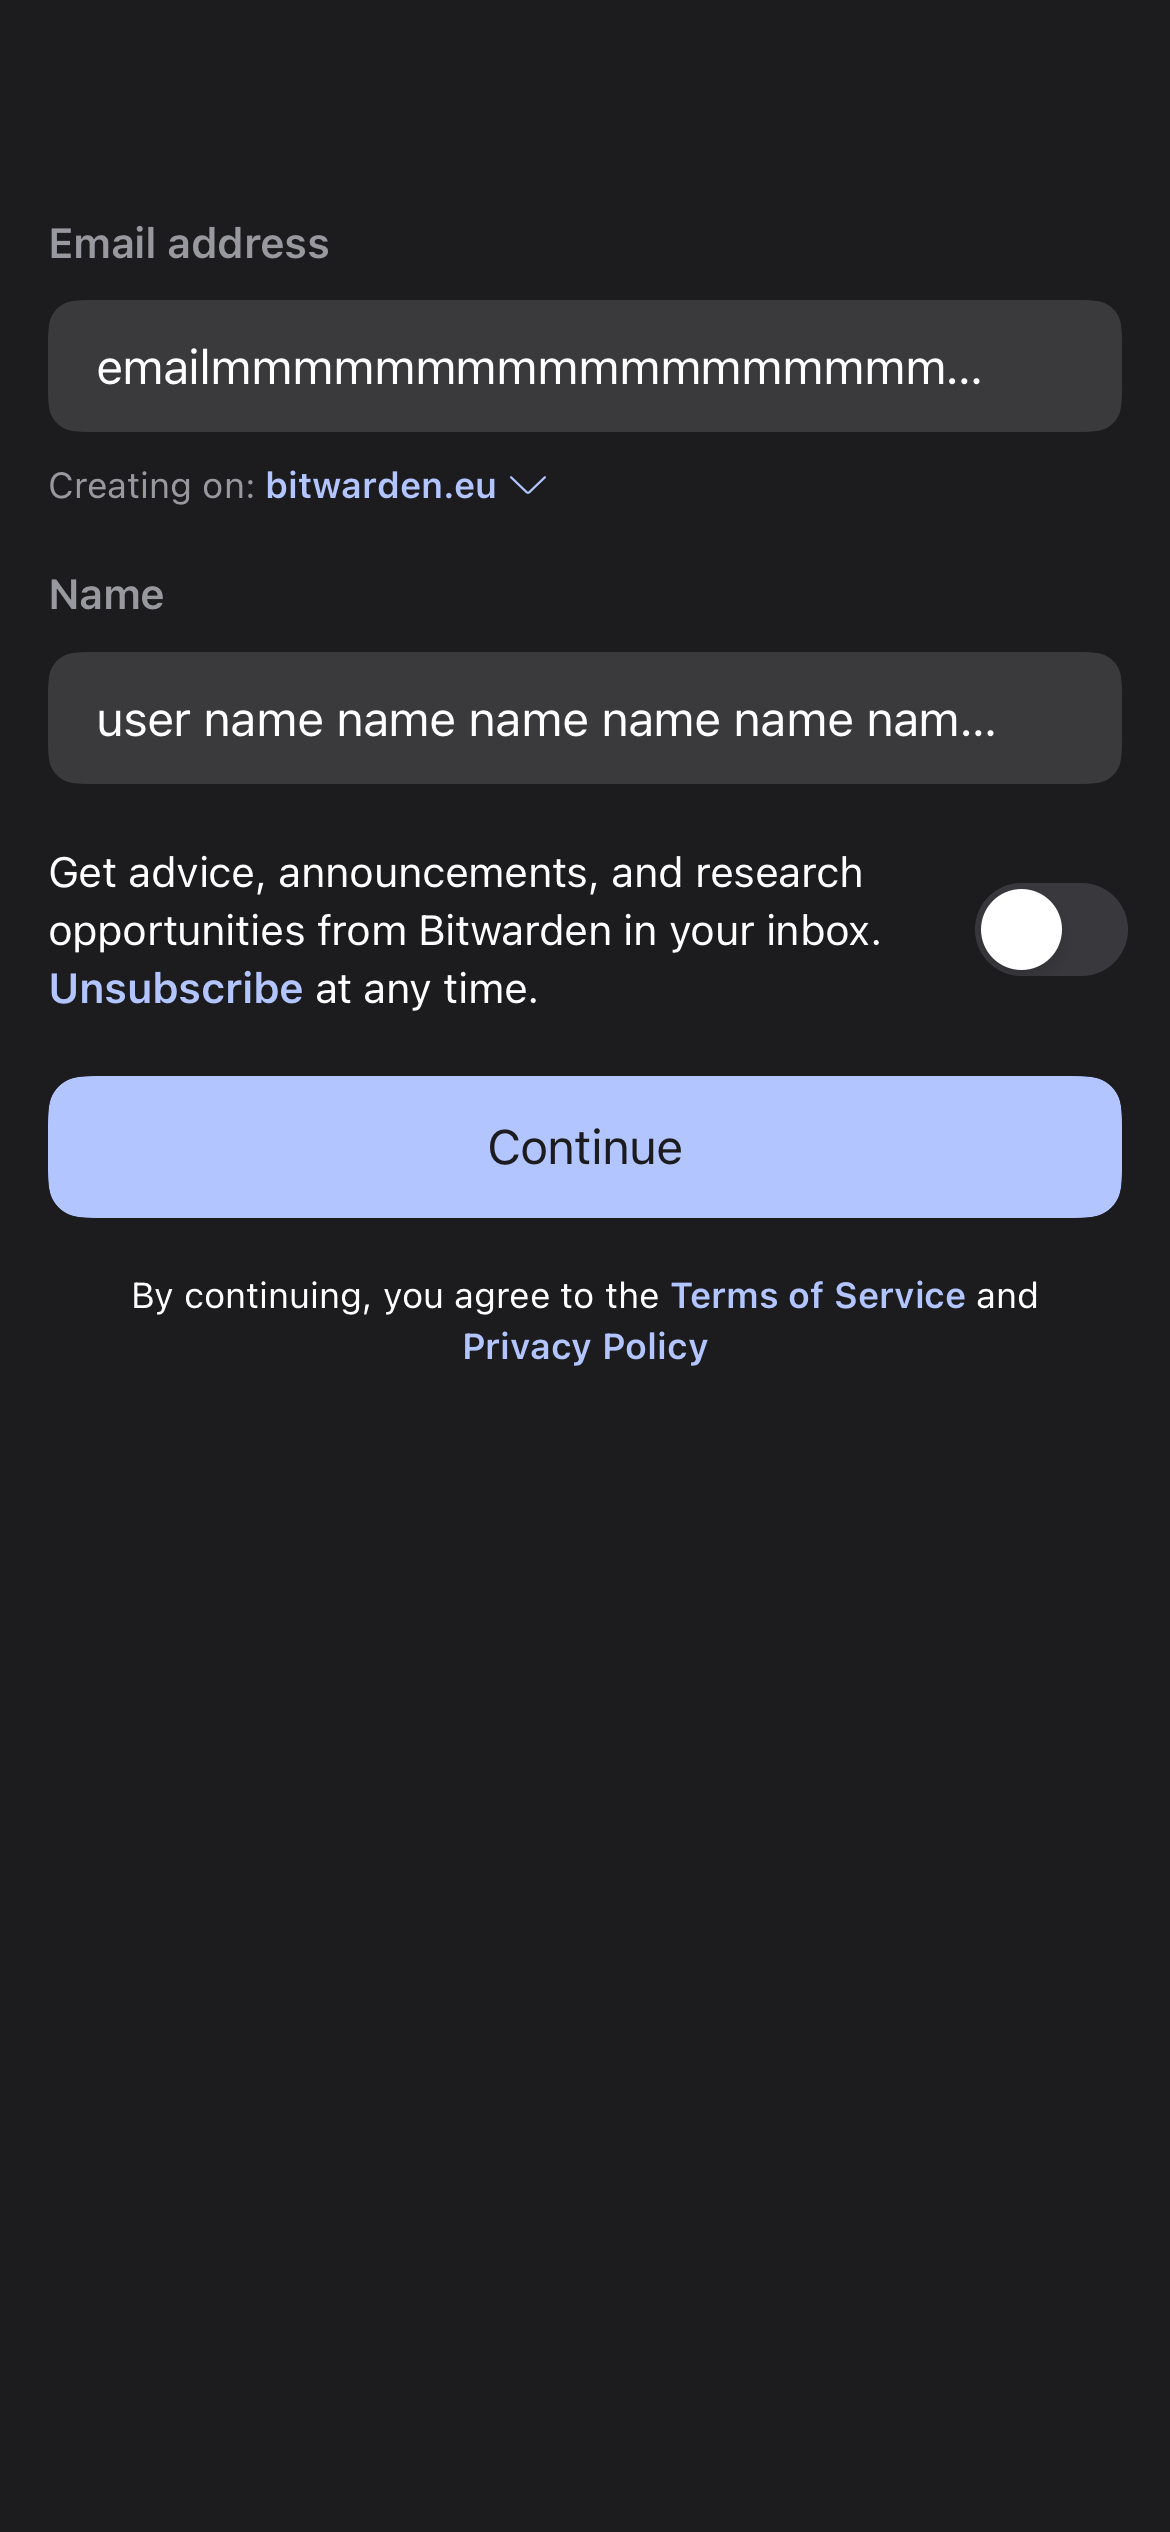 Email address
emailmmmmmmmmmmmmmmmmmm...
Creating on: bitwarden.eu
Name
user name name name name name nam...
Get advice, announcements, and research
opportunities from Bitwarden in your inbox.
Unsubscribe at any time.
Continue
By continuing, you agree to the Terms of Service and
Privacy Policy